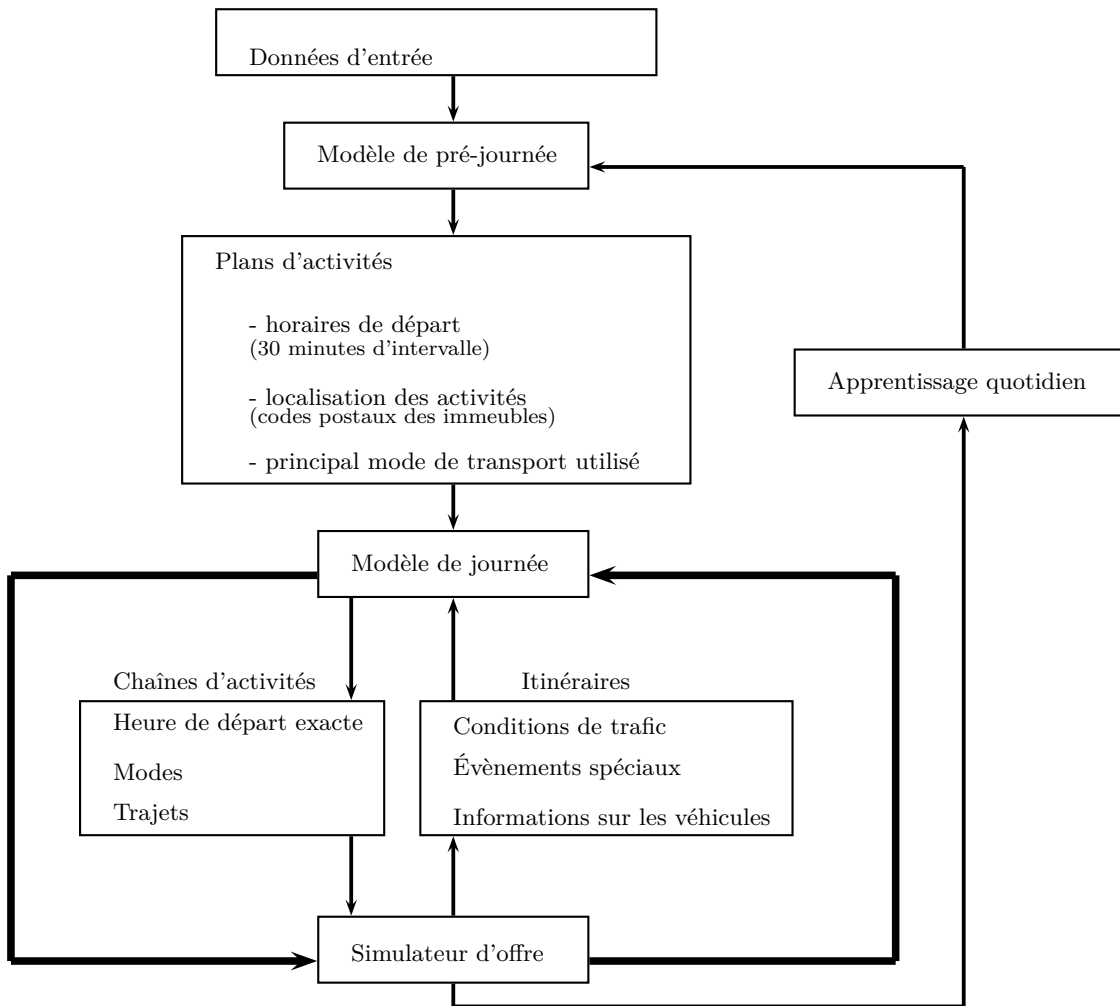 Données d'entrée
Modèle de pré-journée
Plans d'activités
- horaires de départ
(30 minutes d'intervalle)
- localisation des activités
(codes postaux des immeubles)
- principal mode de transport utilisé
Apprentissage quotidien
Modèle de journée
Chaînes d'activités
Heure de départ exacte
Modes
Trajets
Itinéraires
Conditions de trafic
Évènements spéciaux
Informations sur les véhicules
Simulateur d'offre